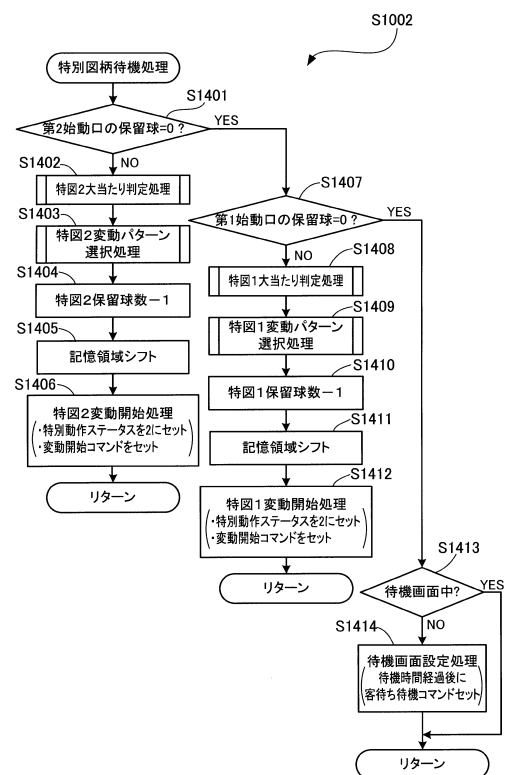 S1002
特別図柄待機処理
S1401
第2始動口の保留球=0？
YES
NO
S1402
特図2大当たり判定処理
S1403
特図2変動パターン
選択処理
S1404
特図2保留球数－1
S1405
記憶領域シフト
S1406
特図2変動開始処理
・特別動作ステータスを2にセット
・変動開始コマンドをセット
リターン
S1407
第1始動口の保留球=0？
YES
NO
S1408
特図1大当たり判定処理
S1409
特図1変動パターン
選択処理
S1410
特図1保留球数－1
S1411
記憶領域シフト
S1412
特図1変動開始処理
・特別動作ステータスを2にセット
・変動開始コマンドをセット
リターン
S1413
待機画面中?
YES
NO
S1414
待機画面設定処理
待機時間経過後に
客待ち待機コマンドセット
リターン